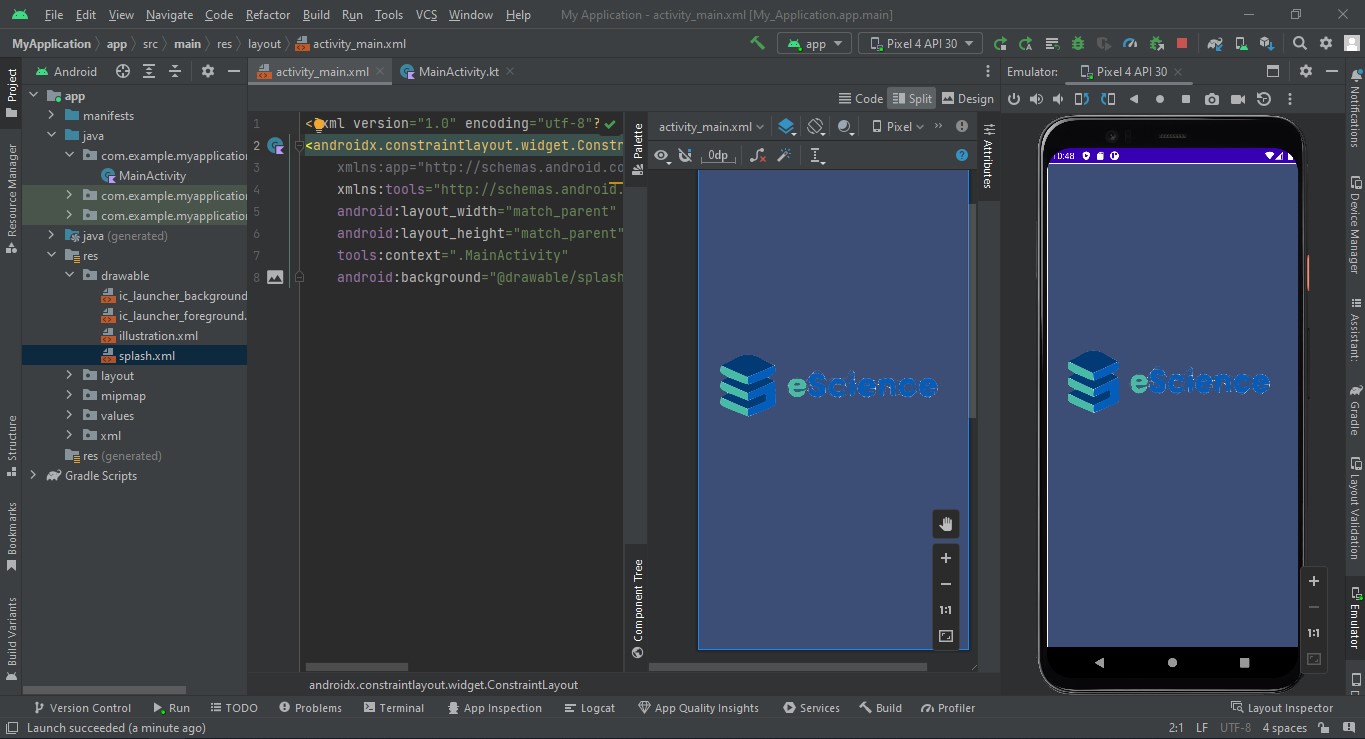 File Edit View Navigate Code Refactor Build Run Tools VCS Window Help My Application - activity_main.xml [My_Application.app.main]
MyApplication app src main res layout activity_main.xml app Pixel 4 API 30
Android activity_main.xml MainActivity.kt Emulator: Pixel 4 API 30
Code Split Design
Project
Resource Manager
Structure
Bookmarks
Build Variants
app
manifests
java
com.example.myapplication
MainActivity
com.example.myapplication
com.example.myapplication
java (generated)
res
drawable
ic_launcher_background
ic_launcher_foreground.
illustration.xml
splash.xml
layout
mipmap
values
xml
res (generated)
Gradle Scripts
1 <?xml version="1.0" encoding="utf-8"?
2 <androidx.constraintlayout.widget.Constr
3 xmlns:app="http://schemas.android.co
4 xmlns:tools="http://schemas.android.
5 android:layout_width="match_parent"
6 android:layout_height="match_parent"
7 tools:context=".MainActivity"
8 android:background="@drawable/splash
androidx.constraintlayout.widget.ConstraintLayout
Palette
Component Tree
activity_main.xml Pixel
0dp
Attributes
eScience
1:1
eScience
1:1
Notifications
Device Manager
Assistant:
Gradle
Layout Validation
Emulator
Version Control Run TODO Problems Terminal App Inspection Logcat App Quality Insights Services Build Profiler Layout Inspector
Launch succeeded (a minute ago) 2:1 LF UTF-8 4 spaces